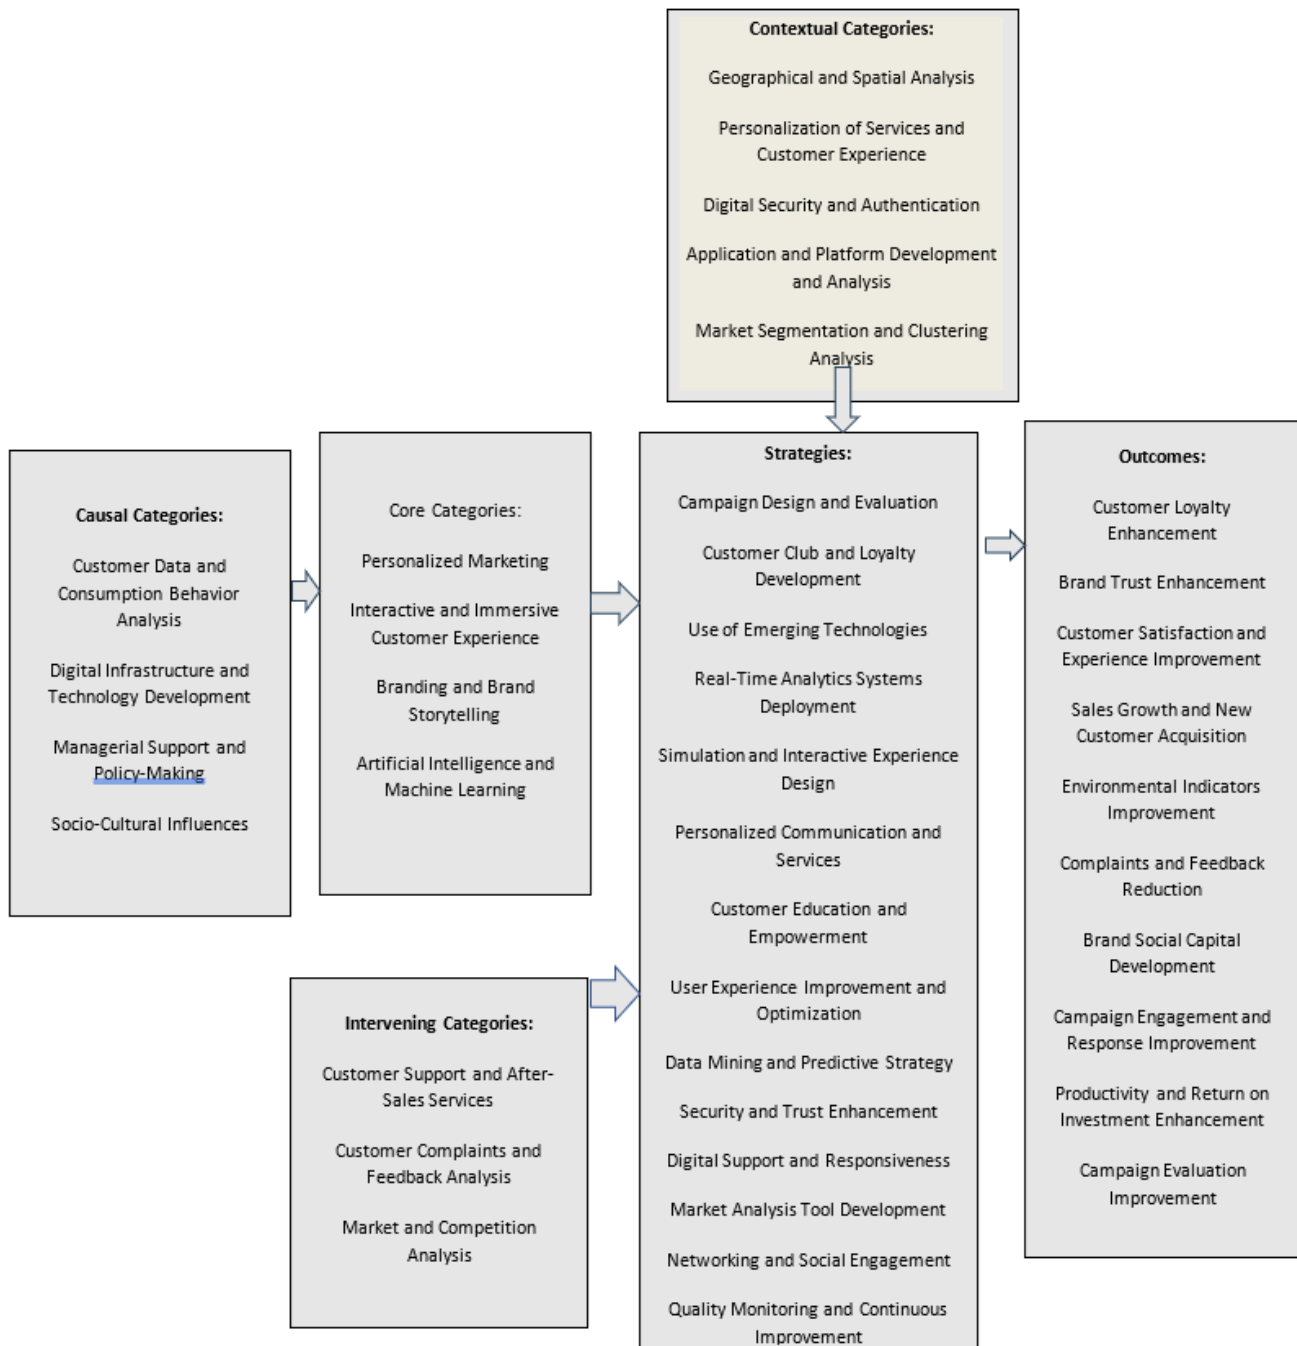 Contextual Categories:
Geographical and Spatial Analysis
Personalization of Services and
Customer Experience
Digital Security and Authentication
Application and Platform Development
and Analysis
Market Segmentation and Clustering
Analysis
Causal Categories:
Customer Data and
Consumption Behavior
Analysis
Digital Infrastructure and
Technology Development
Managerial Support and
Policy-Making
Socio-Cultural Influences
Core Categories:
Personalized Marketing
Interactive and Immersive
Customer Experience
Branding and Brand
Storytelling
Artificial Intelligence and
Machine Learning
Intervening Categories:
Customer Support and After-
Sales Services
Customer Complaints and
Feedback Analysis
Market and Competition
Analysis
Strategies:
Campaign Design and Evaluation
Customer Club and Loyalty
Development
Use of Emerging Technologies
Real-Time Analytics Systems
Deployment
Simulation and Interactive Experience
Design
Personalized Communication and
Services
Customer Education and
Empowerment
User Experience Improvement and
Optimization
Data Mining and Predictive Strategy
Security and Trust Enhancement
Digital Support and Responsiveness
Market Analysis Tool Development
Networking and Social Engagement
Quality Monitoring and Continuous
Improvement
Outcomes:
Customer Loyalty
Enhancement
Brand Trust Enhancement
Customer Satisfaction and
Experience Improvement
Sales Growth and New
Customer Acquisition
Environmental Indicators
Improvement
Complaints and Feedback
Reduction
Brand Social Capital
Development
Campaign Engagement and
Response Improvement
Productivity and Return on
Investment Enhancement
Campaign Evaluation
Improvement